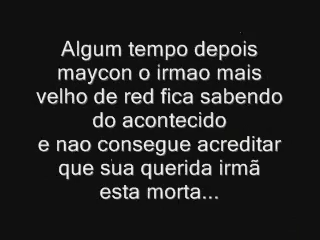 Algum tempo depois
maycon o irmao mais
velho de red fica sabendo
do acontecido
e nao consegue acreditar
que sua querida irmã
esta morta...